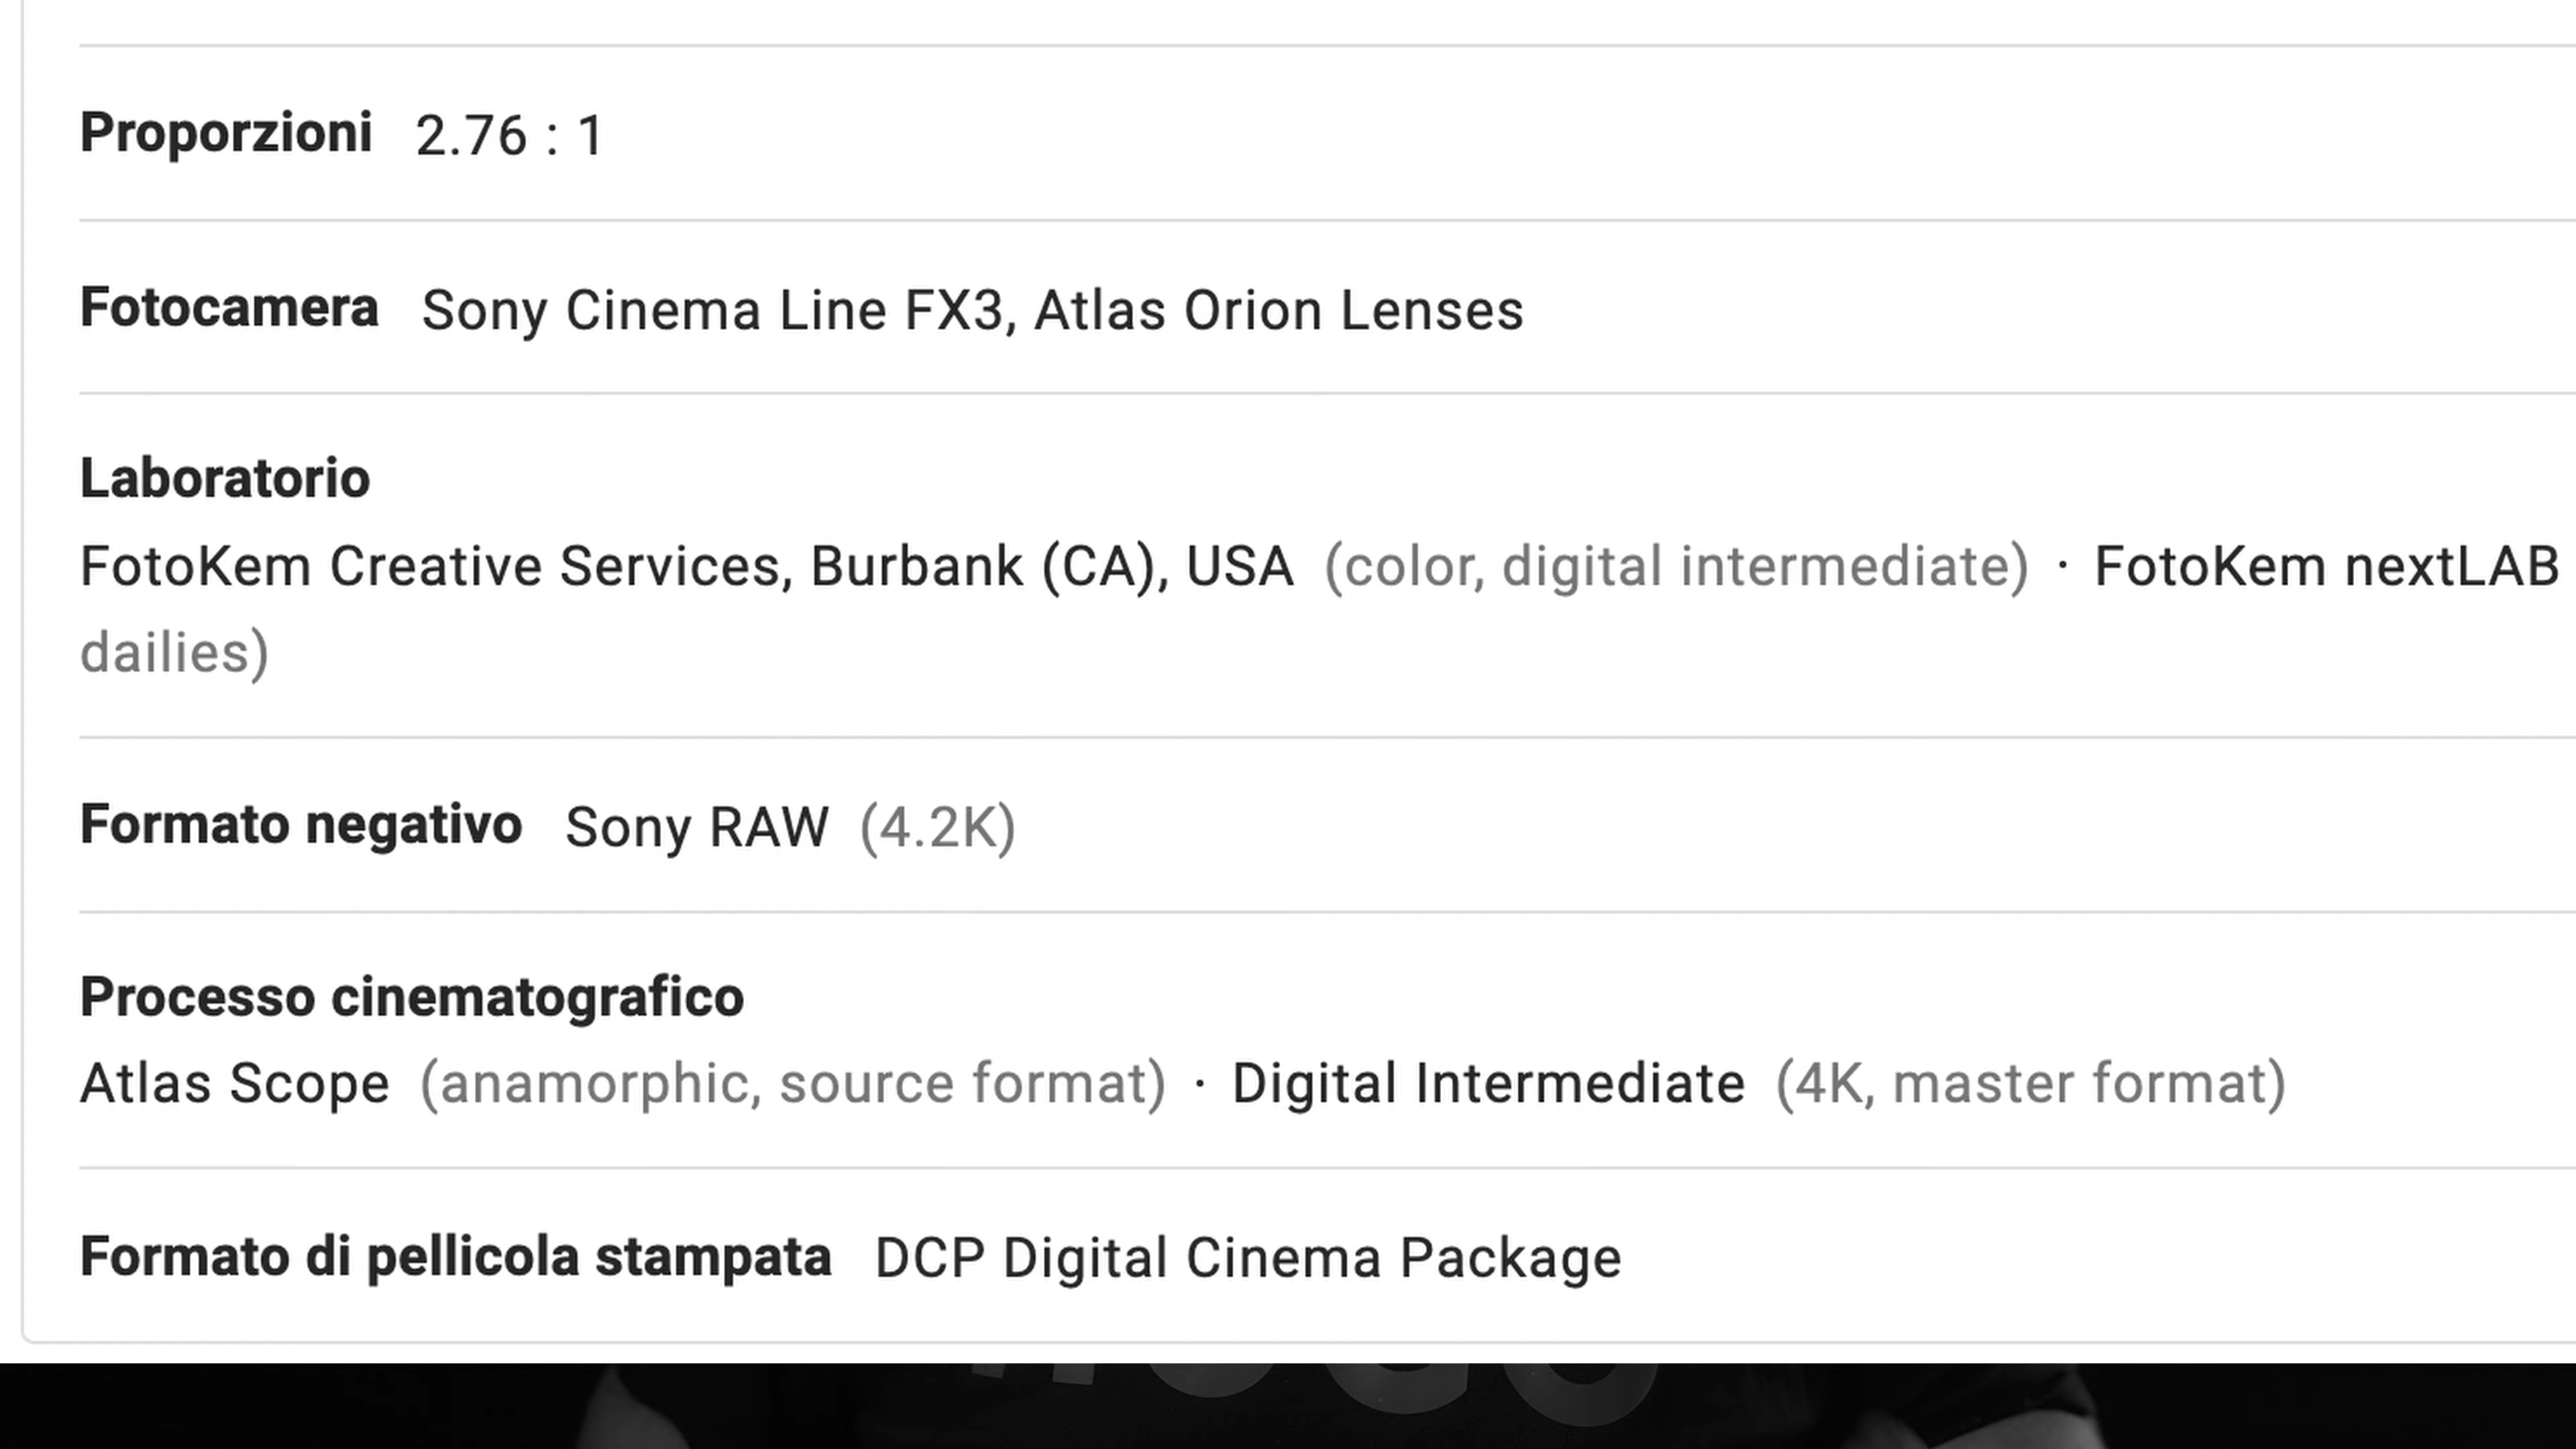 Proporzioni 2.76 : 1
Fotocamera Sony Cinema Line FX3, Atlas Orion Lenses
Laboratorio
FotoKem Creative Services, Burbank (CA), USA (color, digital intermediate) · FotoKem nextLAB
dailies)
Formato negativo Sony RAW (4.2K)
Processo cinematografico
Atlas Scope (anamorphic, source format) · Digital Intermediate (4K, master format)
Formato di pellicola stampata DCP Digital Cinema Package